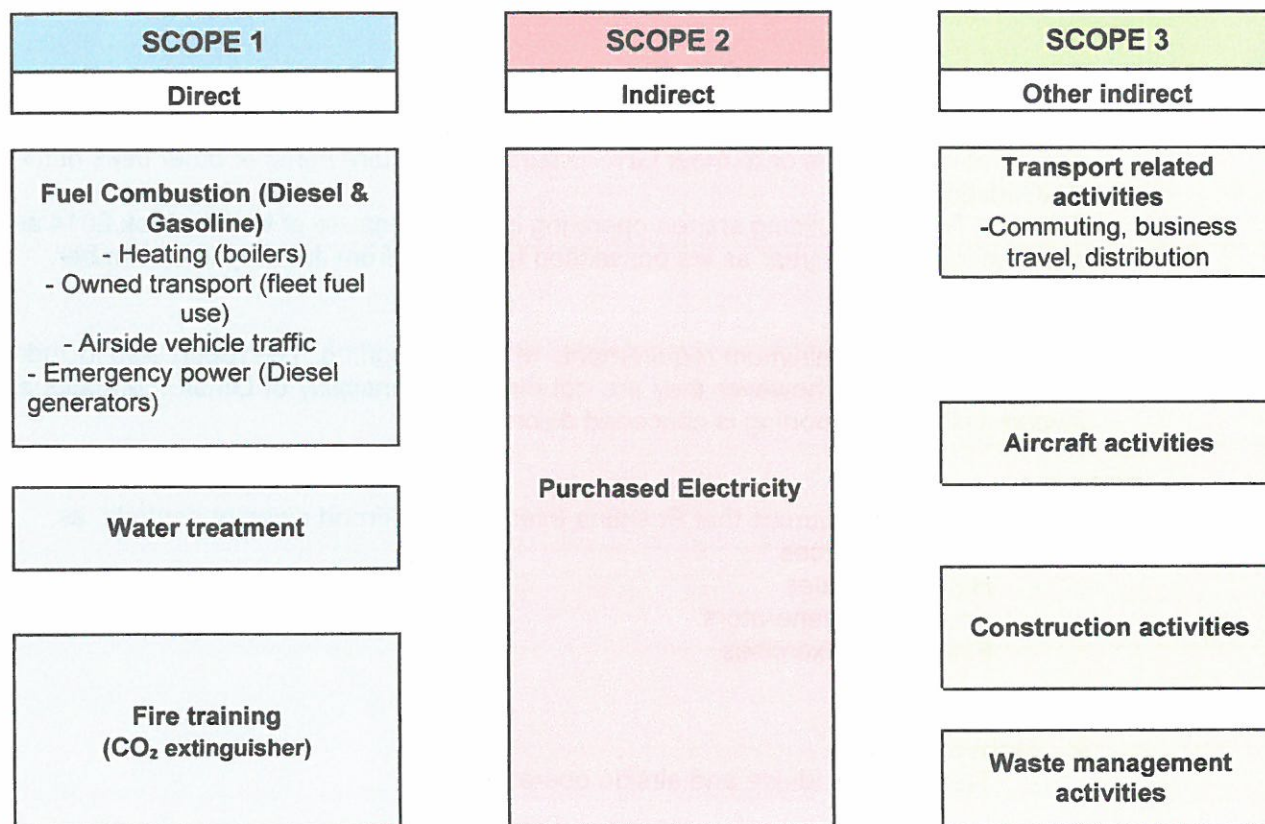 SCOPE 1
Direct
Fuel Combustion (Diesel &
Gasoline)
- Heating (boilers)
- Owned transport (fleet fuel
use)
- Airside vehicle traffic
- Emergency power (Diesel
generators)
Water treatment
Fire training
(CO₂ extinguisher)
SCOPE 2
Indirect
Purchased Electricity
SCOPE 3
Other indirect
Transport related
activities
-Commuting, business
travel, distribution
Aircraft activities
Construction activities
Waste management
activities